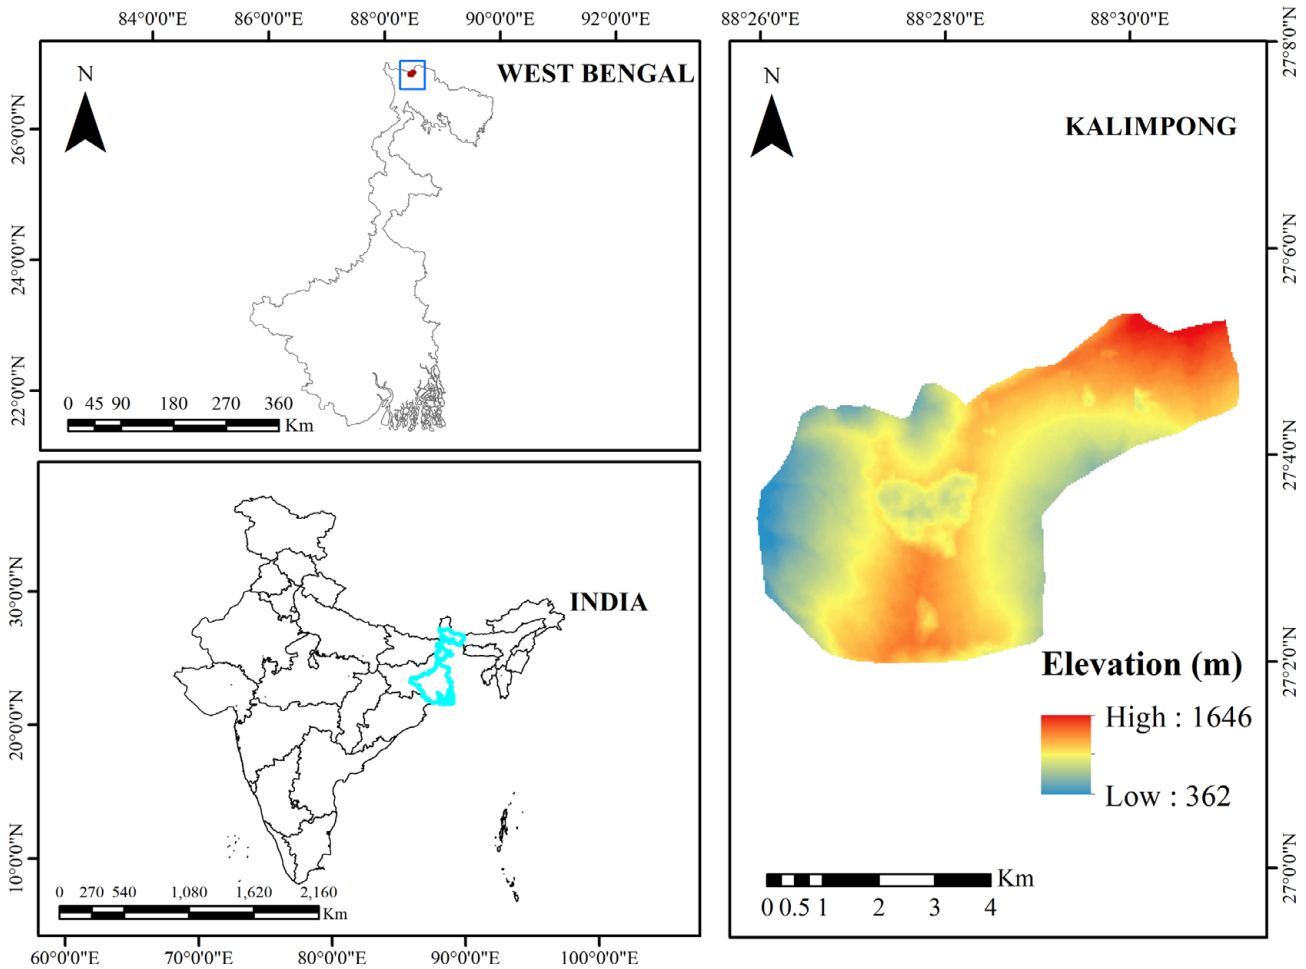 84°0'0"E 86°0'0"E 88°0'0"E 90°0'0"E 92°0'0"E
N
WEST BENGAL
26°0'0"N
24°0'0"N
22°0'0"N
0 45 90 180 270 360
Km
INDIA
30°0'0"N
20°0'0"N
10°0'0"N
0 270 540 1,080 1,620 2,160
Km
60°0'0"E 70°0'0"E 80°0'0"E 90°0'0"E 100°0'0"E
88°26'0"E 88°28'0"E 88°30'0"E
N
KALIMPONG
27°8'0"N
27°6'0"N
27°4'0"N
27°2'0"N
27°0'0"N
Elevation (m)
High : 1646
Low : 362
Km
0 0.5 1 2 3 4